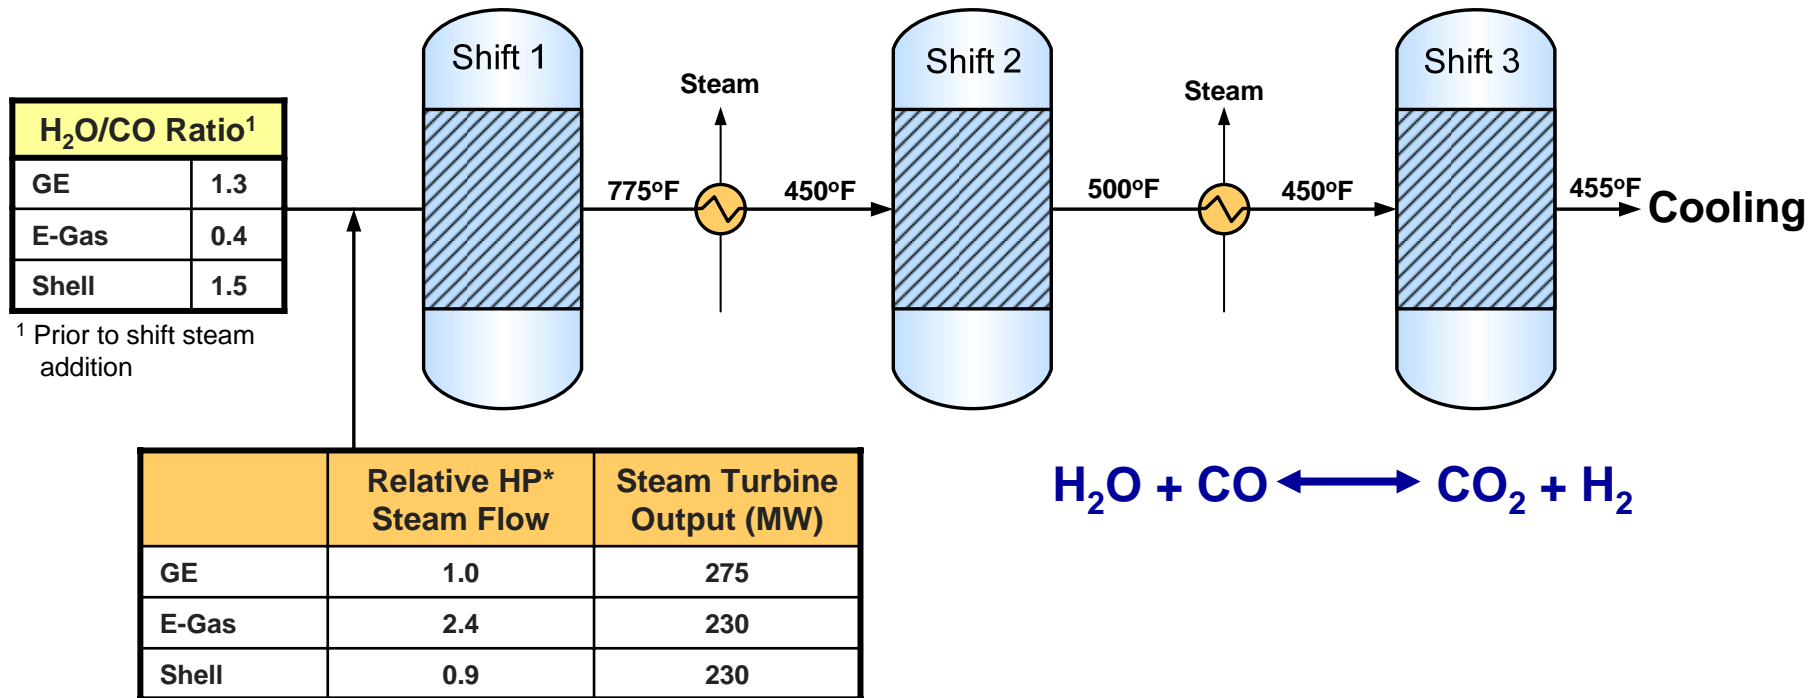 Shift 1
Shift 2
Shift 3
Steam
Steam
H₂O/CO Ratio¹
GE 1.3
E-Gas 0.4
Shell 1.5
¹ Prior to shift steam
addition
775ºF
450ºF
500ºF
450ºF
455ºF
Cooling
Relative HP* Steam Turbine
Steam Flow Output (MW)
GE 1.0 275
E-Gas 2.4 230
Shell 0.9 230
H₂O + CO ⟷ CO₂ + H₂